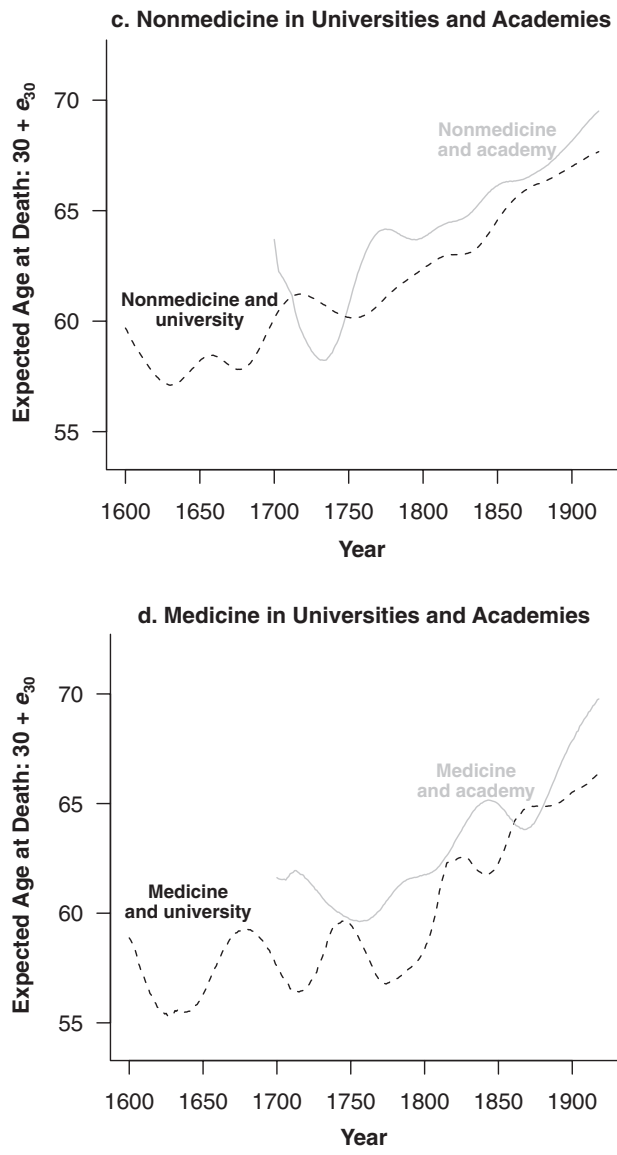 c. Nonmedicine in Universities and Academies
Expected Age at Death: 30 + e30
70
65
60
55
Nonmedicine
and academy
Nonmedicine and
university
1600 1650 1700 1750 1800 1850 1900
Year
d. Medicine in Universities and Academies
Expected Age at Death: 30 + e30
70
65
60
55
Medicine
and academy
Medicine
and university
1600 1650 1700 1750 1800 1850 1900
Year